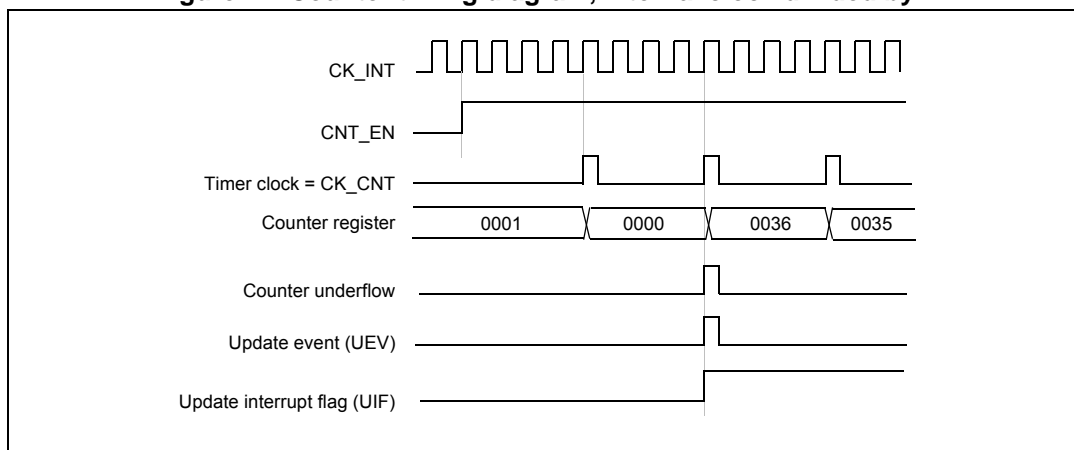 CK_INT
CNT_EN
Timer clock = CK_CNT
Counter register 0001 0000 0036 0035
Counter underflow
Update event (UEV)
Update interrupt flag (UIF)